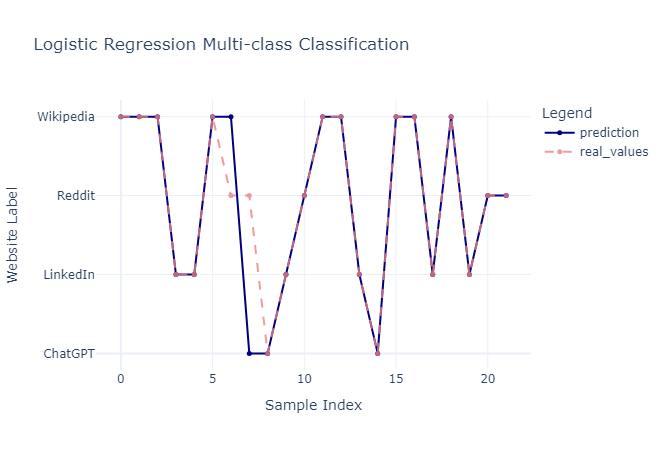 Logistic Regression Multi-class Classification
Legend
prediction
real_values
Website Label
Wikipedia
Reddit
LinkedIn
ChatGPT
0 5 10 15 20
Sample Index